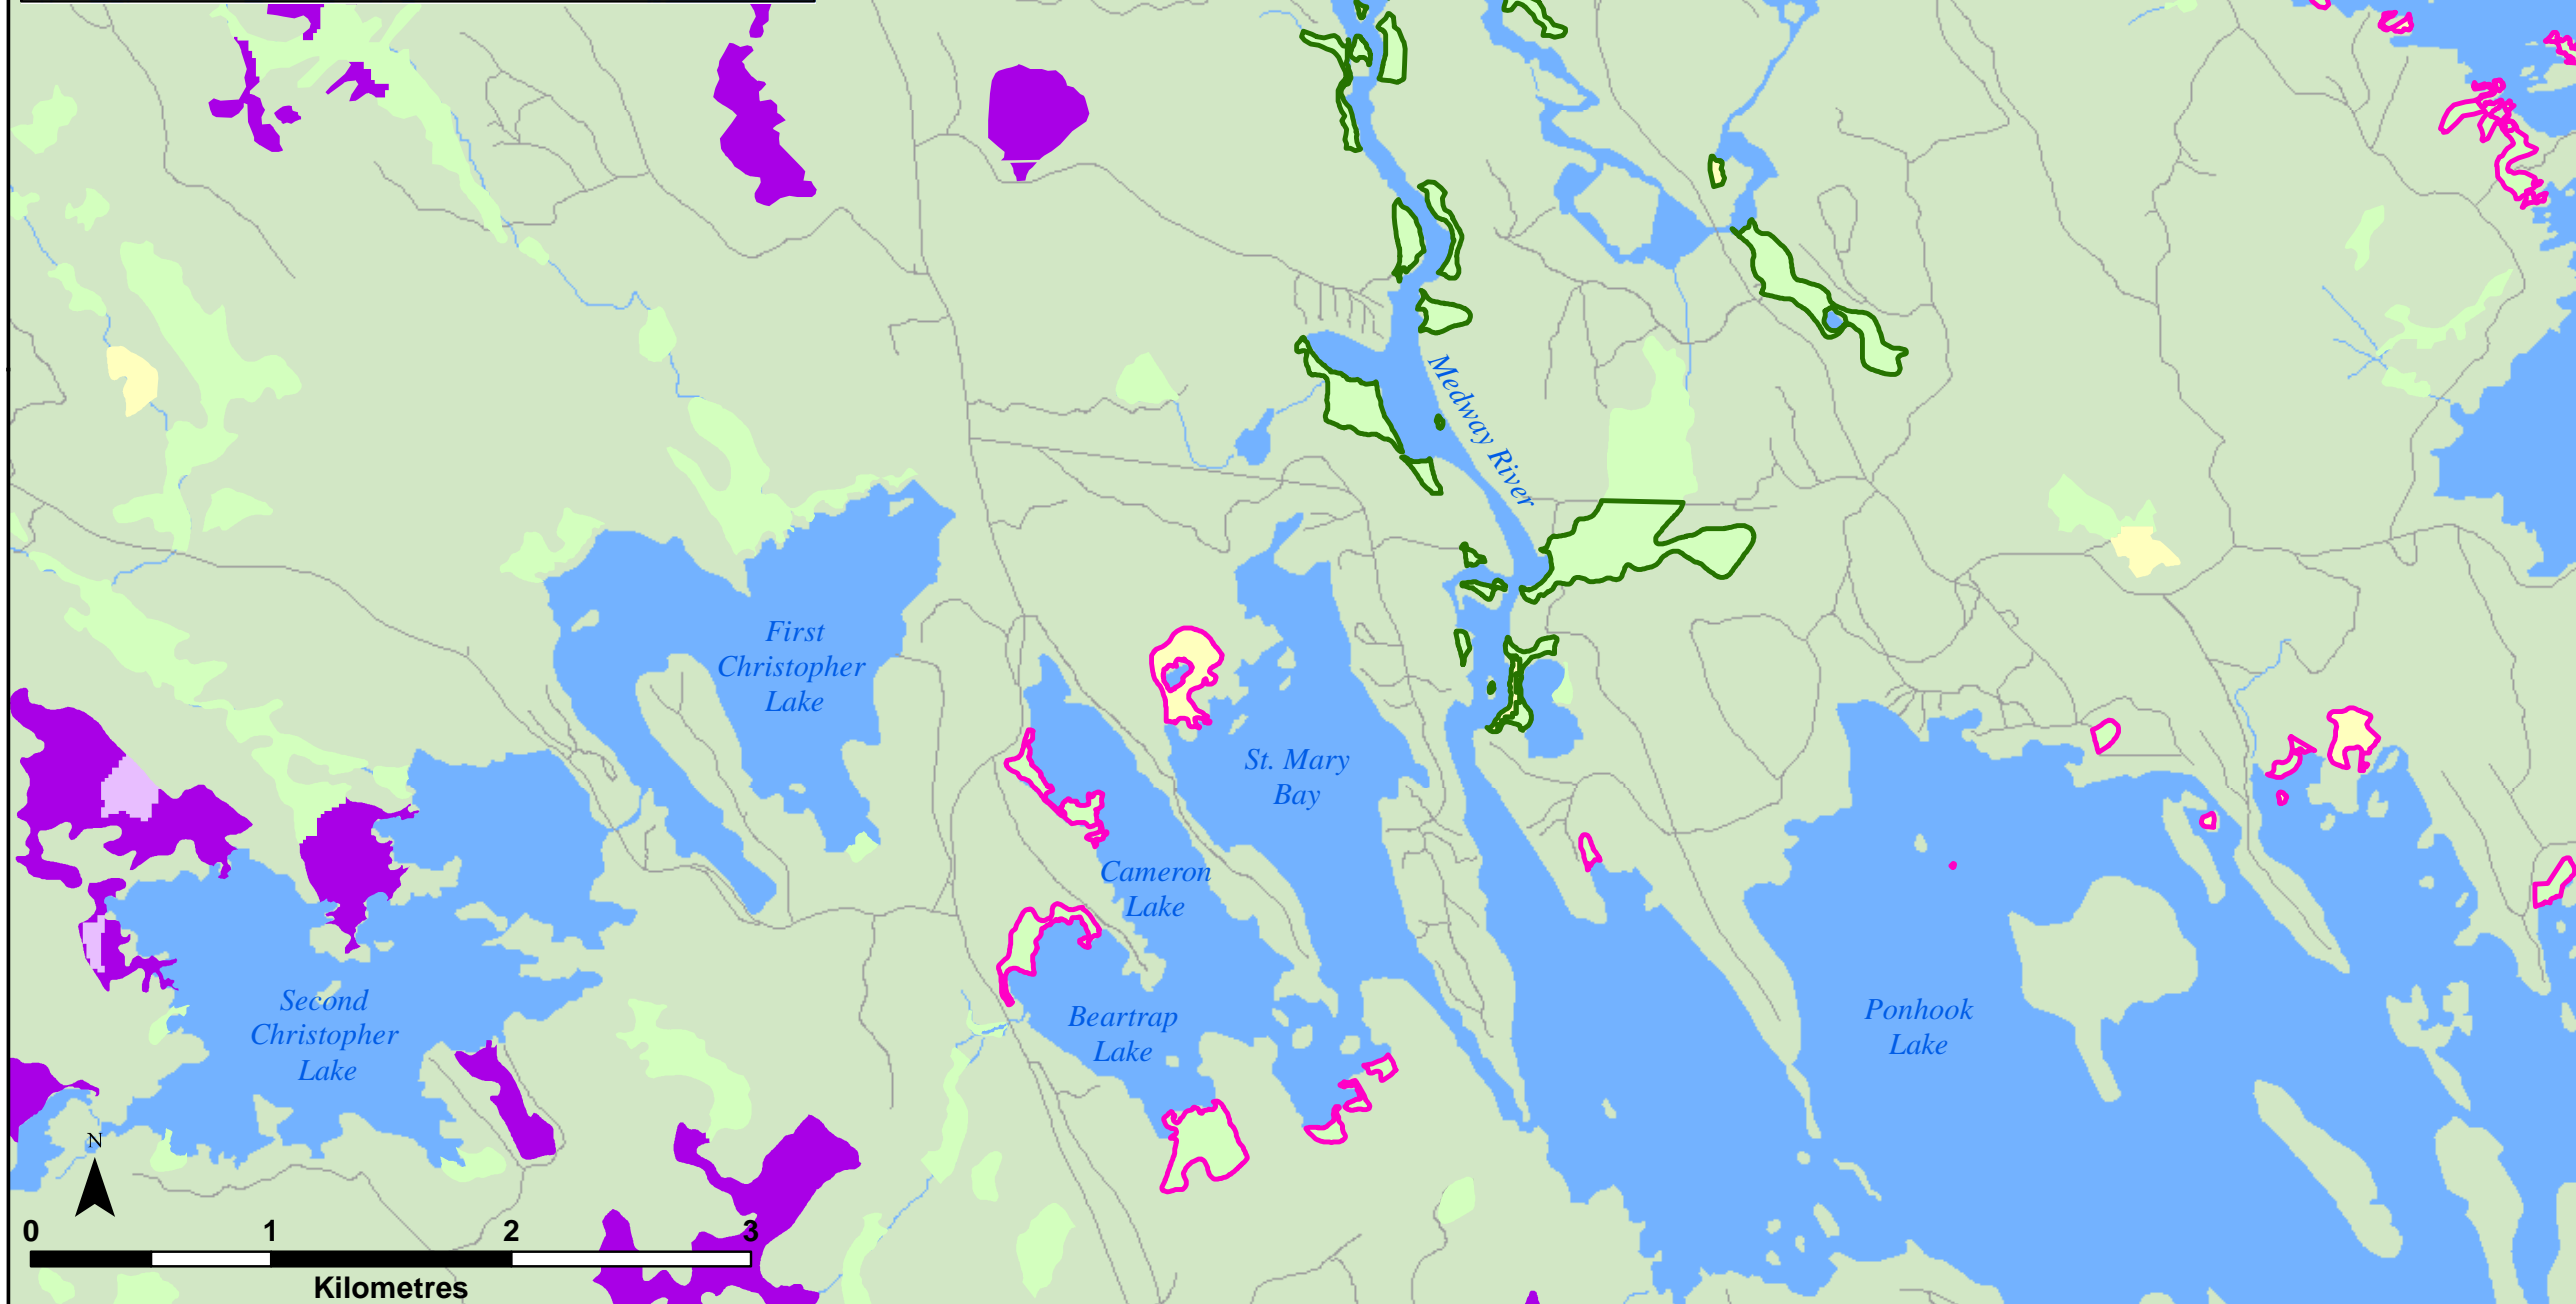 Medway River
First
Christopher
Lake
St. Mary
Bay
Cameron
Lake
Second
Christopher
Lake
Beartrap
Lake
Ponhook
Lake
N
0 1 2 3
Kilometres